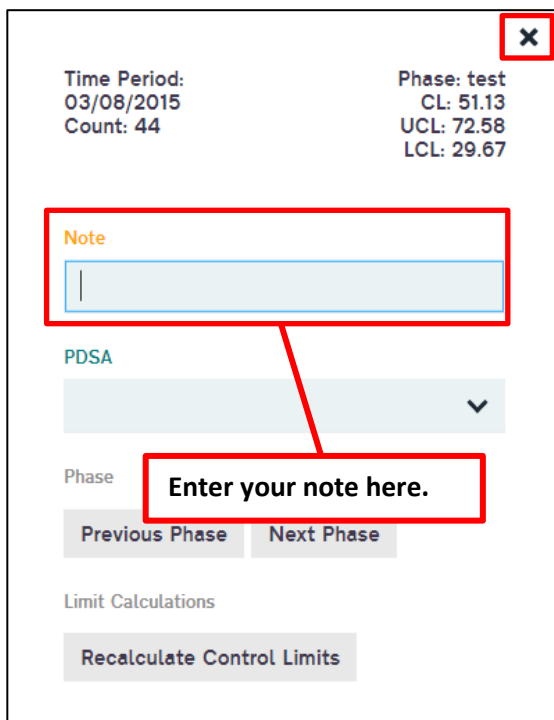 Time Period:
03/08/2015
Count: 44
Phase: test
CL: 51.13
UCL: 72.58
LCL: 29.67
Note
PDSA
Enter your note here.
Phase
Previous Phase
Next Phase
Limit Calculations
Recalculate Control Limits